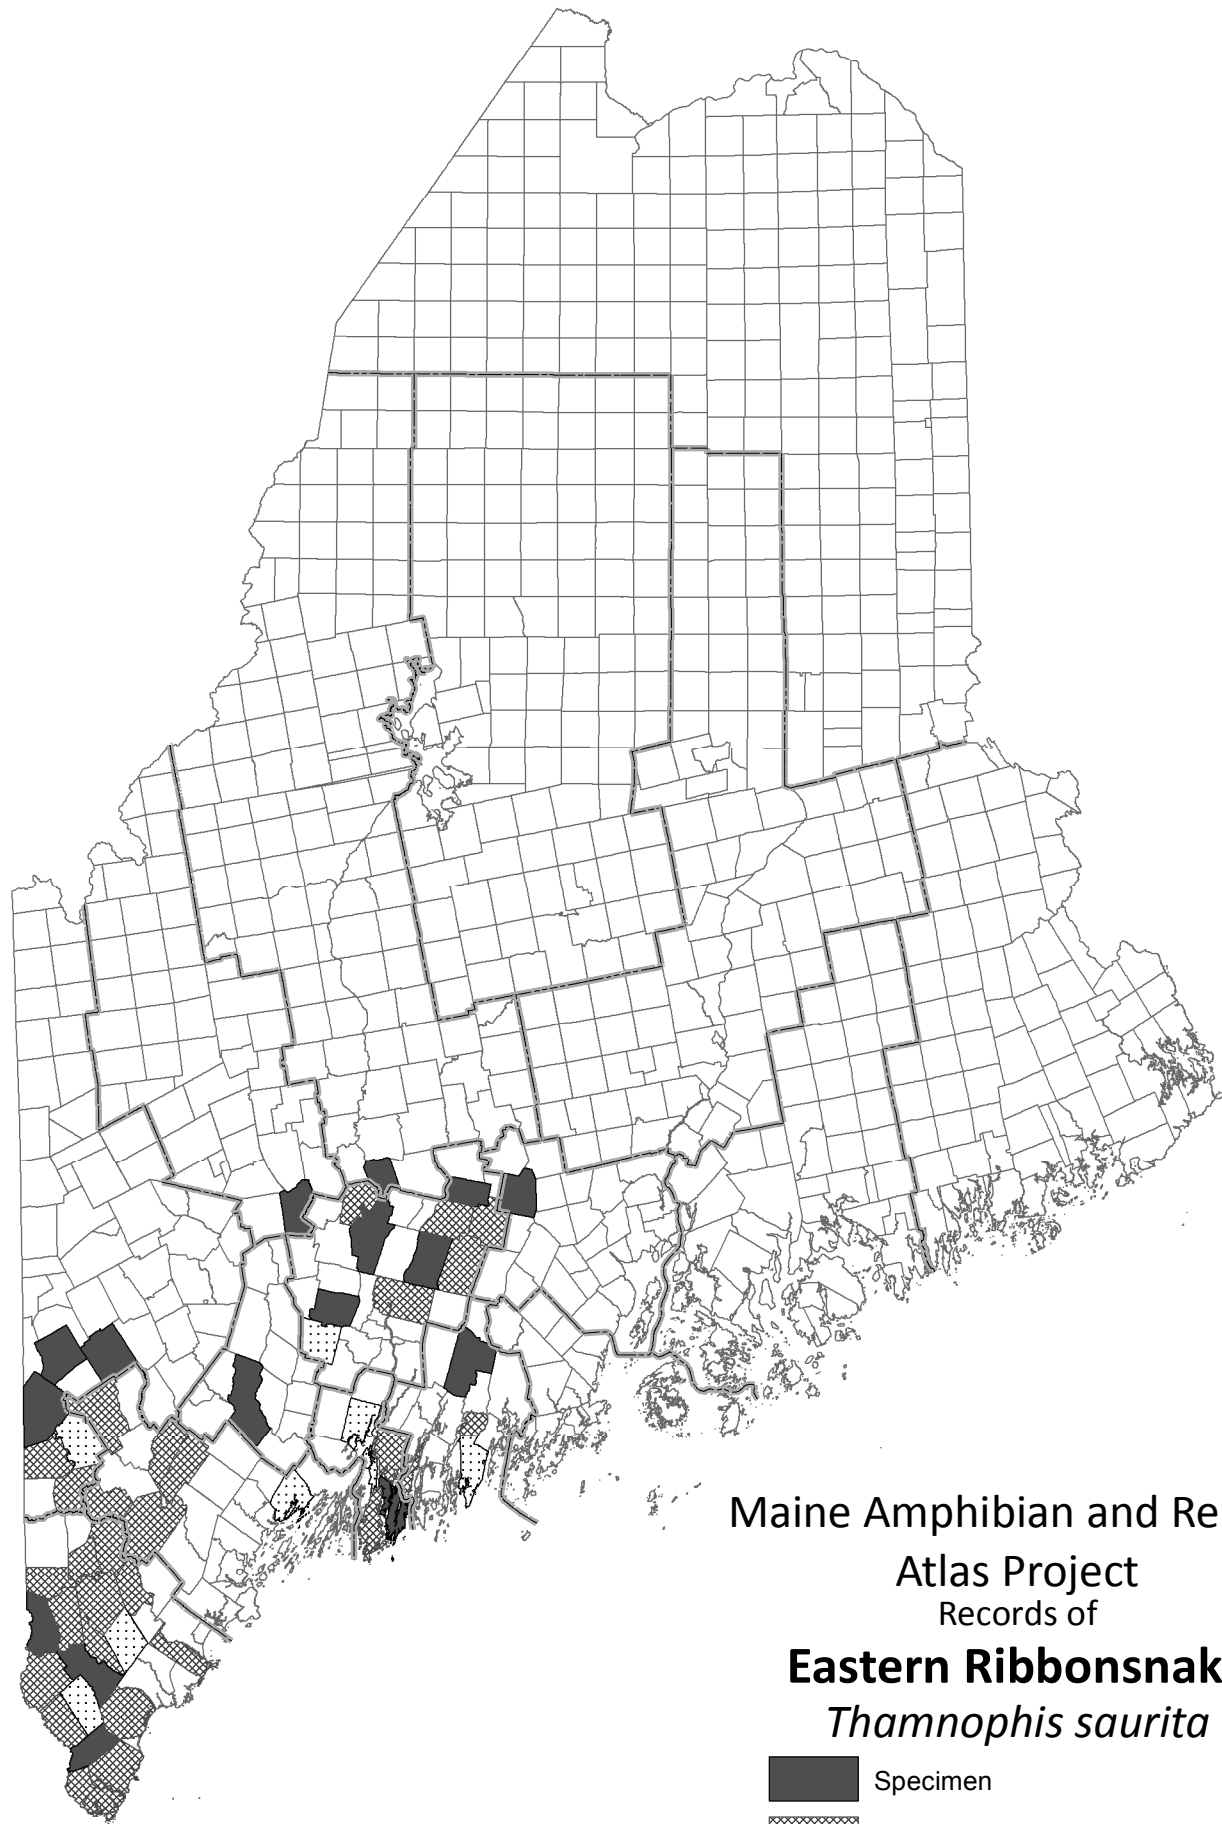 Maine Amphibian and Re
Atlas Project
Records of
Eastern Ribbonsnak
Thamnophis saurita
Specimen